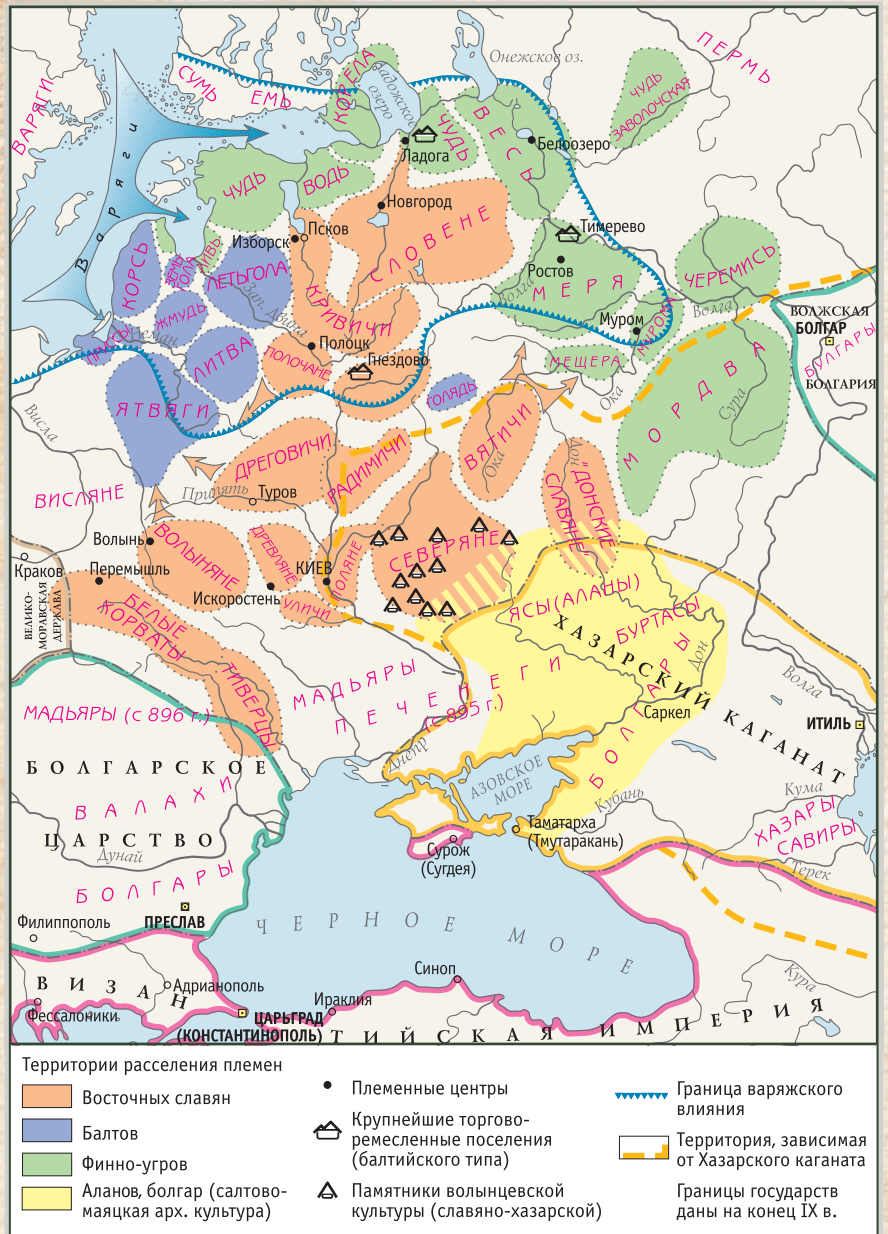 Онежское оз.
ПЕРМЬ
СУМЬ
ЕМЬ
КОРЕЛА
Ладожское
озеро
ЧУДЬ
ЗАВОЛОЧСКАЯ
ВАРЯГИ
Варяги
ЧУДЬ
ВЕСЬ
Белоозеро
Ладога
ЧУДЬ
ВОДЬ
Новгород
СЛОВЕНЕ
Псков
Изборск
Тимерево
Ростов
МЕРЯ
Волга
ЧЕРЕМИСЬ
КОРСЬ
ЛИВЬ
ЛЕТЬГОЛА
Зап. Двина
КРИВИЧИ
Муром
МУРОМА
Волга
ВОЛЖСКАЯ
БОЛГАР
БУЛГАРЫ
БОЛГАРИЯ
ЖМУДЬ
Неман
ЛИТВА
Полоцк
ПОЛОЧАНЕ
Гнездово
МЕЩЕРА
ГОЛЯДЬ
Ока
МОРДВА
Сура
ЯТВЯГИ
Висла
ВЯТИЧИ
Ока
Дон
"ДОНСКИЕ
СЛАВЯНЕ"
ДРЕГОВИЧИ
РАДИМИЧИ
ВИСЛЯНЕ
Припять
Туров
Волынь
ВОЛЫНЯНЕ
ДРЕВЛЯНЕ
КИЕВ
ПОЛЯНЕ
СЕВЕРЯНЕ
Краков
Перемышль
Искоростень
УЛИЧИ
ВЕЛИКО-
МОРАВСКАЯ
ДЕРЖАВА
БЕЛЫЕ
ХОРВАТЫ
ТИВЕРЦЫ
ЯСЫ (АЛАНЫ)
БУРТАСЫ
ХАЗАРСКИЙ КАГАНАТ
БОЛГАРЫ
Дон
Саркел
Волга
ИТИЛЬ
МАДЬЯРЫ
ПЕЧЕНЕГИ
(с 895 г.)
МАДЬЯРЫ (с 896 г.)
Днепр
БОЛГАРСКОЕ
ВАЛАХИ
ЦАРСТВО
Дунай
БОЛГАРЫ
АЗОВСКОЕ
МОРЕ
Кубань
Кума
ХАЗАРЫ
САВИРЫ
Терек
Таматарха
(Тмутаракань)
Сурож
(Сугдея)
ПРЕСЛАВ
Филиппополь
ЧЕРНОЕ МОРЕ
Синоп
Ираклия
Адрианополь
Фессалоники
ЦАРЬГРАД
(КОНСТАНТИНОПОЛЬ)
ВИЗАНТИЙСКАЯ ИМПЕРИЯ
Кура
Территории расселения племен
Восточных славян
Балтов
Финно-угров
Аланов, болгар (салтово-
маяцкая арх. культура)
Племенные центры
Крупнейшие торгово-
ремесленные поселения
(балтийского типа)
Памятники волынцевской
культуры (славяно-хазарской)
Граница варяжского
влияния
Территория, зависимая
от Хазарского каганата
Границы государств
даны на конец IX в.